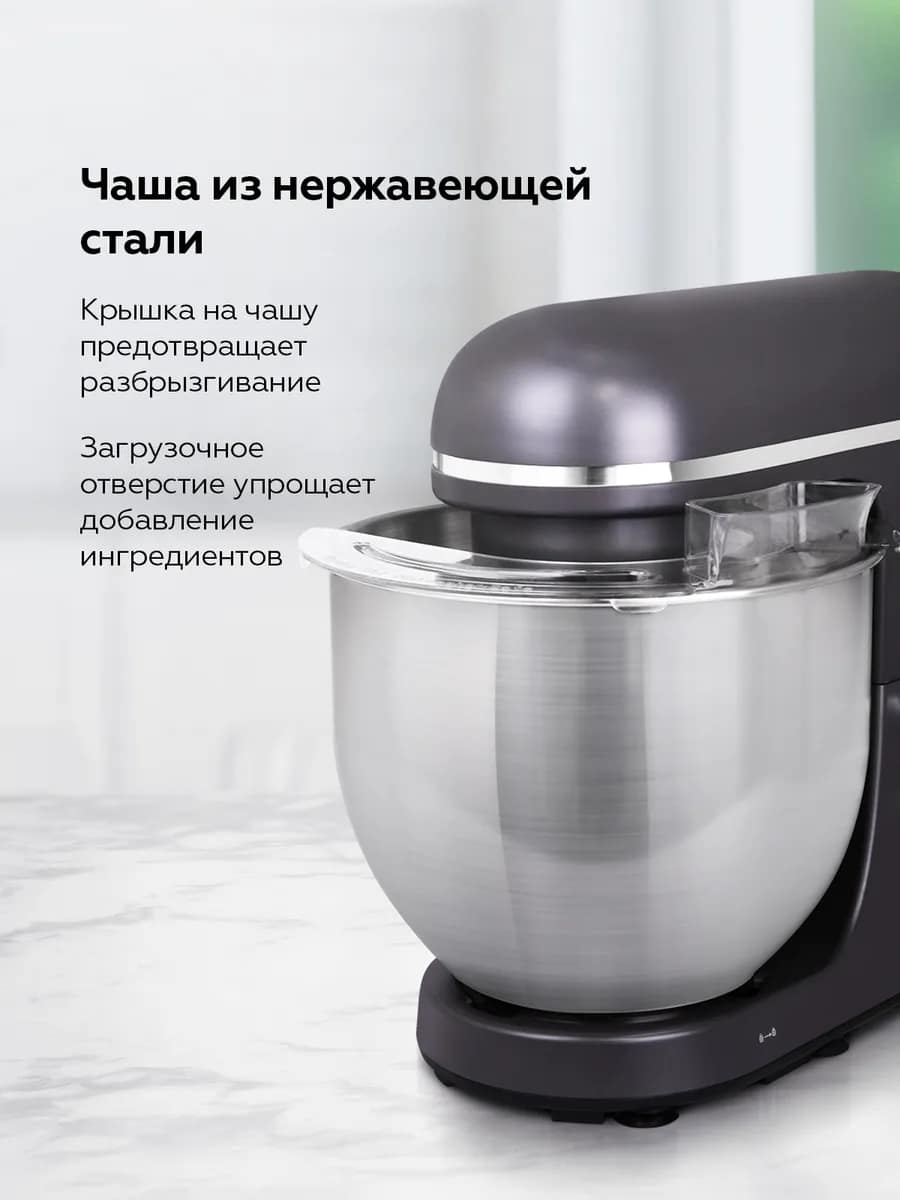 Чаша из нержавеющей
стали
Крышка на чашу
предотвращает
разбрызгивание
Загрузочное
отверстие упрощает
добавление
ингредиентов